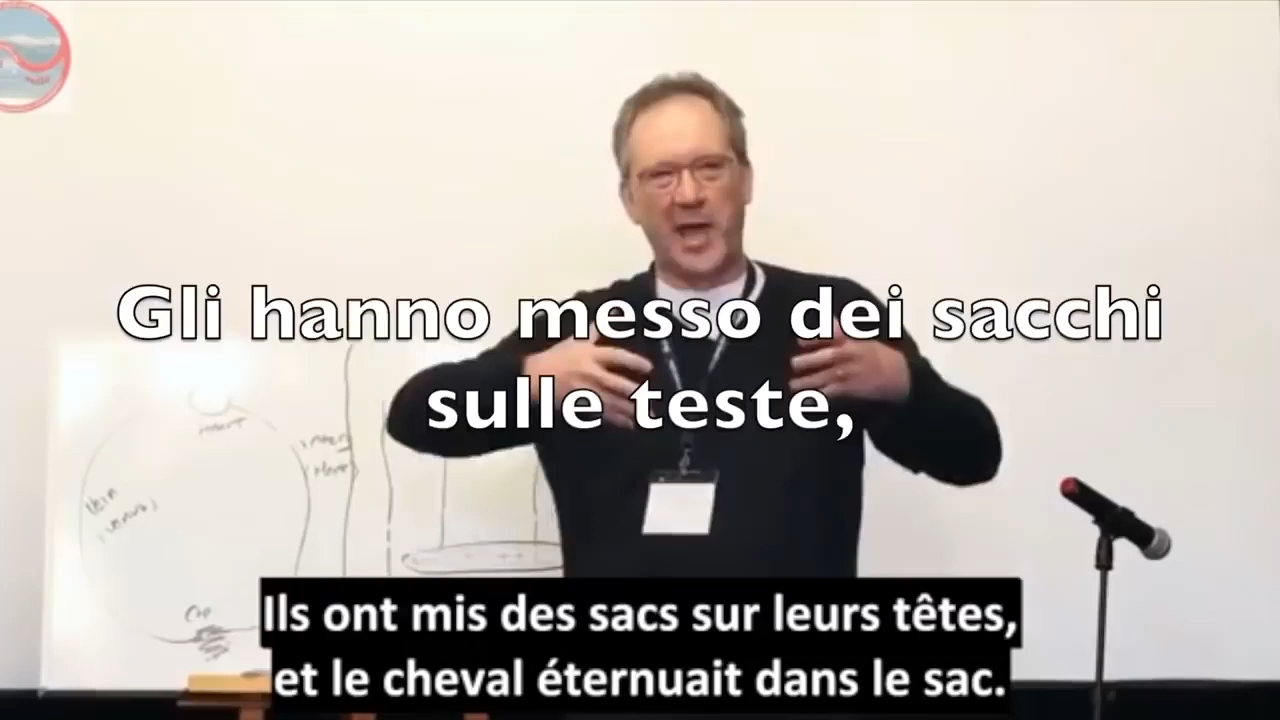 Gli hanno messo dei sacchi
sulle teste,
Ils ont mis des sacs sur leurs têtes,
et le cheval éternuait dans le sac.